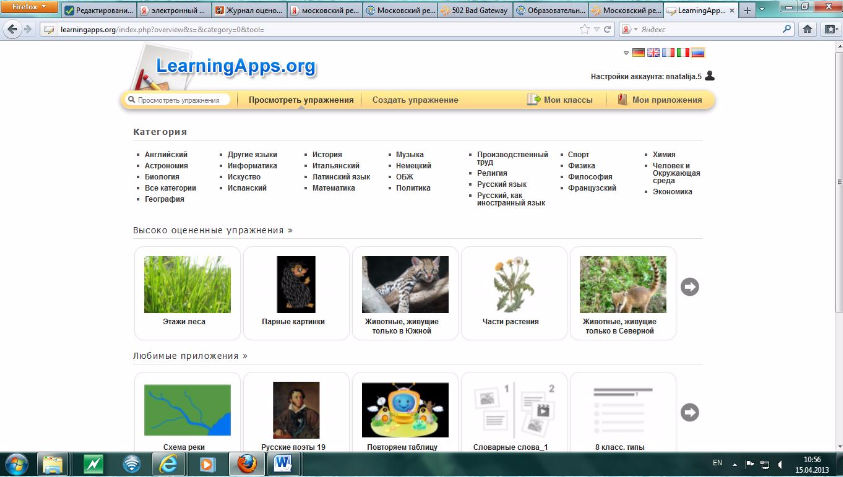 Firefox
Редактировани...
электронный ...
Журнал оцено...
московский ре...
Московский ре...
502 Bad Gateway
Образовательн...
Московские ре...
LearningApps....
learningapps.org/index.php?overview&s=&category=0&tool=
Яндекс
LearningApps.org
Настройки аккаунта: nnatalija.5
Просмотреть упражнения
Просмотреть упражнения
Создать упражнение
Мои классы
Мои приложения
Категория
Английский
Астрономия
Биология
Все категории
География
Другие языки
Информатика
Искуство
Испанский
История
Итальянский
Латинский язык
Математика
Музыка
Немецкий
ОБЖ
Политика
Производственный
труд
Религия
Русский язык
Русский, как
иностранный язык
Спорт
Физика
Философия
Французский
Химия
Человек и
Окружающая
среда
Экономика
Высоко оцененные упражнения »
Этажи леса
Парные картинки
Животные, живущие
только в Южной
Части растения
Животные, живущие
только в Северной
Любимые приложения »
1
2
Схема реки
Русские поэты 19
Повторяем таблицу
Словарные слова_1
8 класс. типы
EN
10:56
15.04.2013